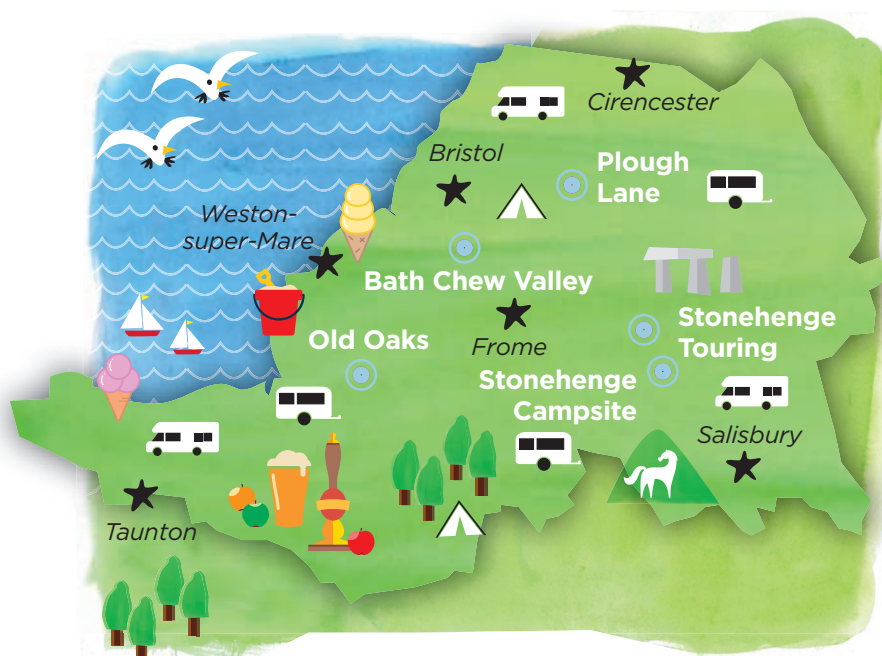 Cirencester
Bristol
Plough
Lane
Weston-
super-Mare
Bath Chew Valley
Old Oaks
Frome
Stonehenge
Touring
Stonehenge
Campsite
Salisbury
Taunton